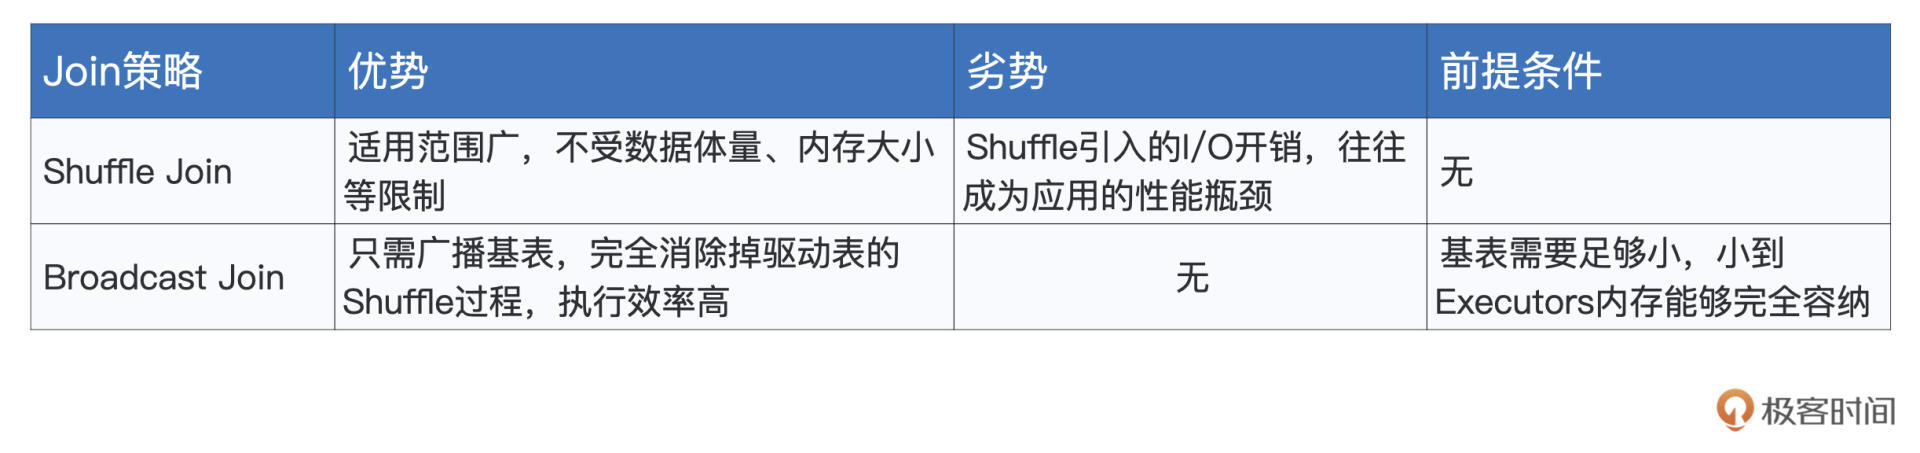 Join策略 优势 劣势 前提条件
Shuffle Join
适用范围广，不受数据体量、内存大小
等限制
Shuffle引入的I/O开销，往往
成为应用的性能瓶颈
无
Broadcast Join
只需广播基表，完全消除掉驱动表的
Shuffle过程，执行效率高
无
基表需要足够小，小到
Executors内存能够完全容纳
极客时间